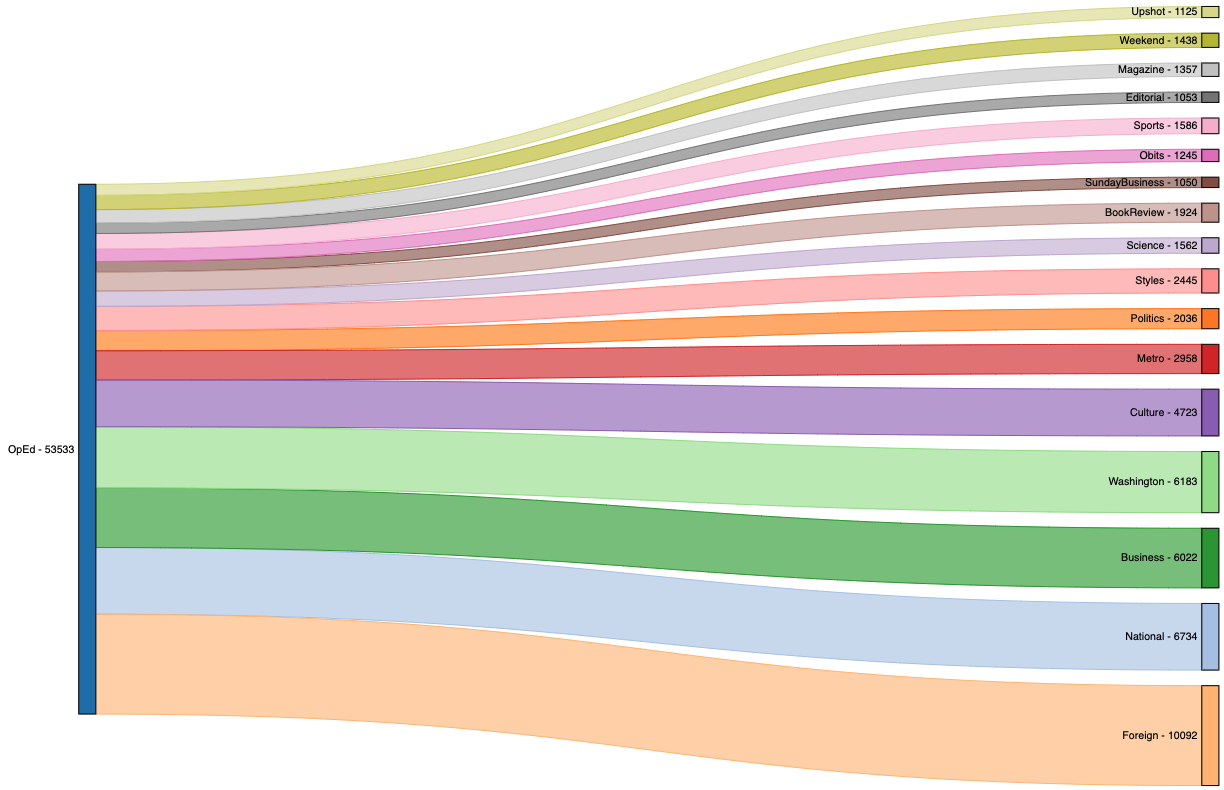 Upshot - 1125
Weekend - 1438
Magazine - 1357
Editorial - 1053
Sports - 1586
Obits - 1245
SundayBusiness - 1050
BookReview - 1924
Science - 1562
Styles - 2445
Politics - 2036
Metro - 2958
Culture - 4723
OpEd - 53533
Washington - 6183
Business - 6022
National - 6734
Foreign - 10092